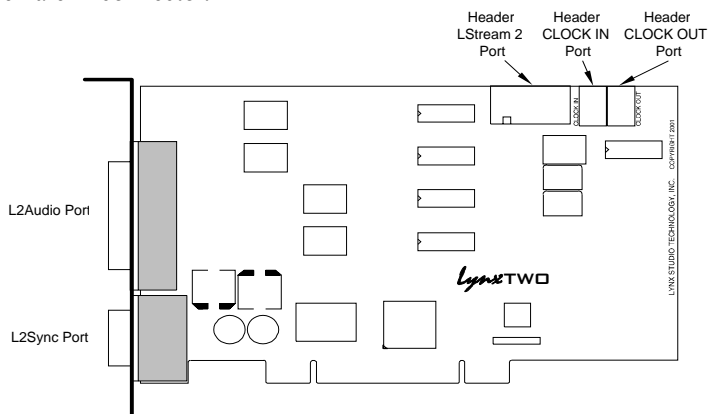 Header
LStream 2
Port
Header
CLOCK IN
Port
Header
CLOCK OUT
Port
CLOCK IN
CLOCK OUT
LYNX STUDIO TECHNOLOGY, INC. COPYRIGHT 2001
L2Audio Port
LynxTWO
L2Sync Port